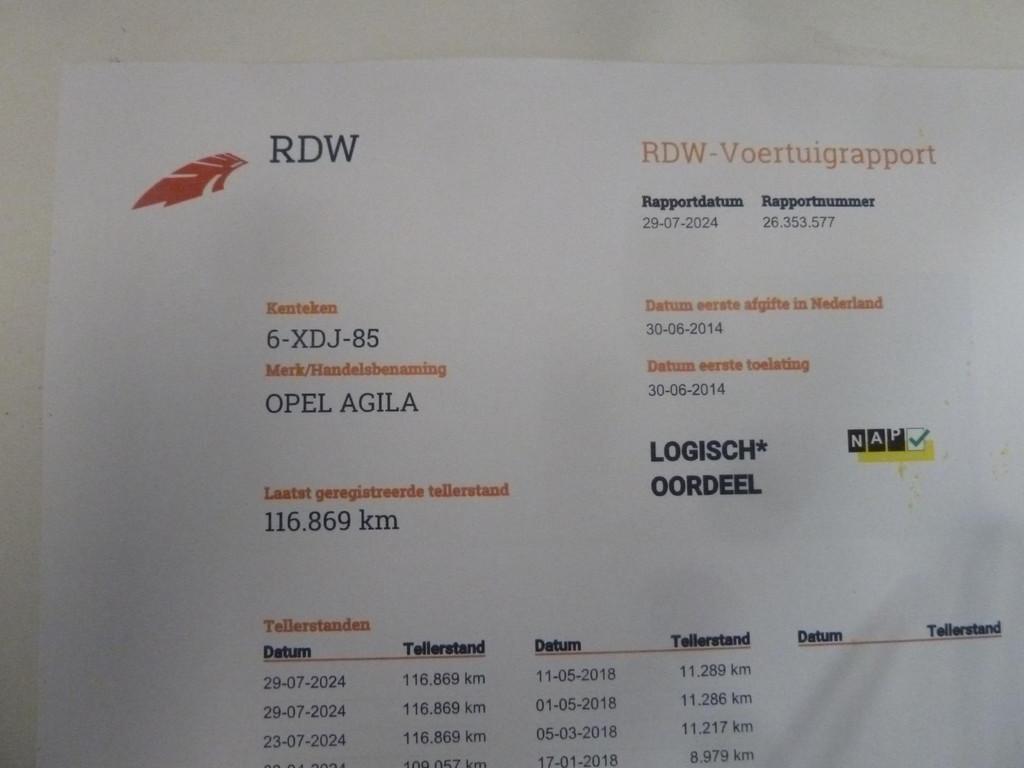 RDW
RDW-Voertuigrapport
Rapportdatum Rapportnummer
29-07-2024 26.353.577
Kenteken
6-XDJ-85
Merk/Handelsbenaming
OPEL AGILA
Datum eerste afgifte in Nederland
30-06-2014
Datum eerste toelating
30-06-2014
Laatst geregistreerde tellerstand
116.869 km
LOGISCH*
OORDEEL
NAP
Tellerstanden
Datum Tellerstand Datum Tellerstand Datum Tellerstand
29-07-2024 116.869 km 11-05-2018 11.289 km
29-07-2024 116.869 km 01-05-2018 11.286 km
23-07-2024 116.869 km 05-03-2018 11.217 km
109.057 km 17-01-2018 8.979 km